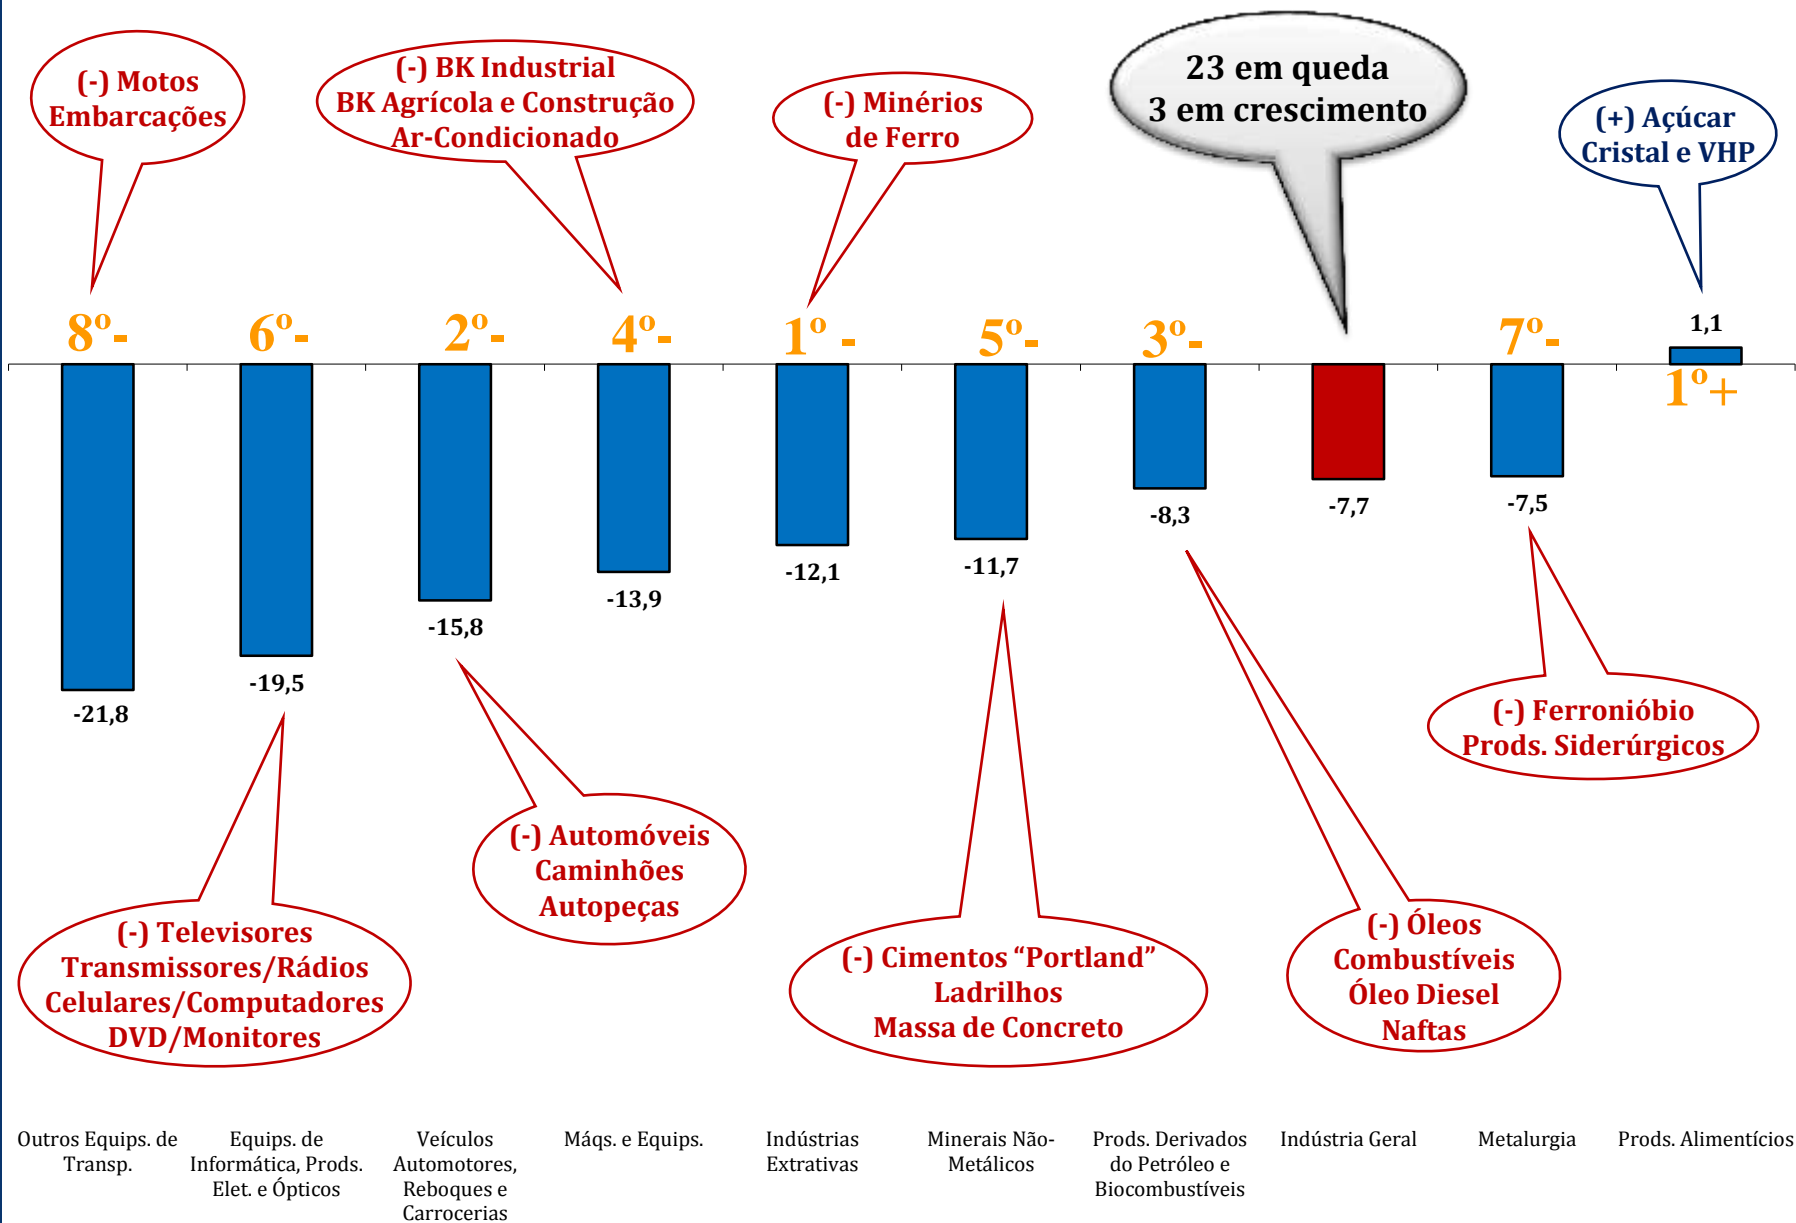 (-) Motos
Embarcações
(-) BK Industrial
BK Agrícola e Construção
Ar-Condicionado
(-) Minérios
de Ferro
23 em queda
3 em crescimento
(+) Açúcar
Cristal e VHP
8º-
6º-
2º-
4º-
1º -
5º-
3º-
7º-
1,1
1º+
-21,8
-19,5
-15,8
-13,9
-12,1
-11,7
-8,3
-7,7
-7,5
(-) Ferronióbio
Prods. Siderúrgicos
(-) Automóveis
Caminhões
Autopeças
(-) Televisores
Transmissores/Rádios
Celulares/Computadores
DVD/Monitores
(-) Cimentos “Portland”
Ladrilhos
Massa de Concreto
(-) Óleos
Combustíveis
Óleo Diesel
Naftas
Outros Equips. de
Transp.
Equips. de
Informática, Prods.
Elet. e Ópticos
Veículos
Automotores,
Reboques e
Carrocerias
Máqs. e Equips.
Indústrias
Extrativas
Minerais Não-
Metálicos
Prods. Derivados
do Petróleo e
Biocombustíveis
Indústria Geral
Metalurgia
Prods. Alimentícios